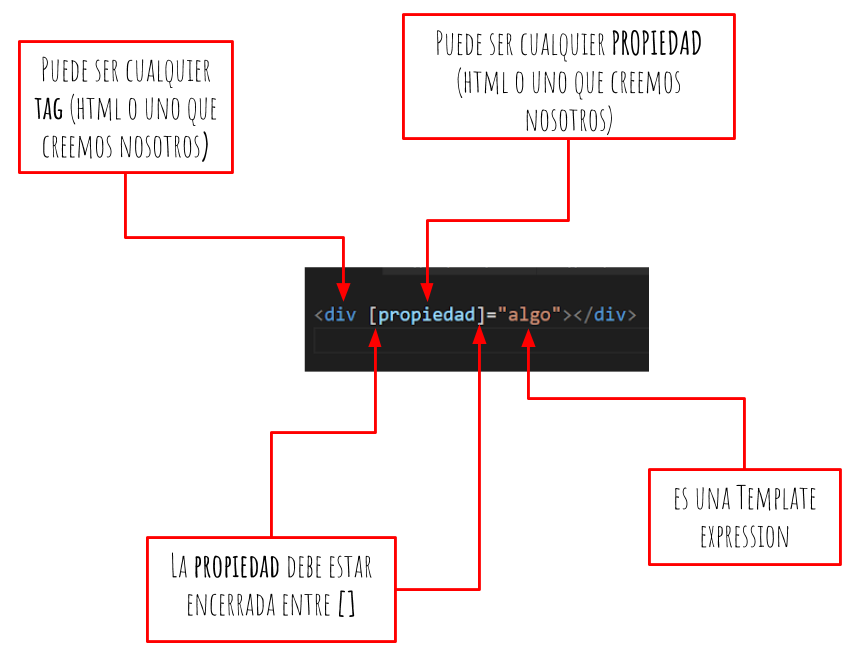 Puede ser cualquier
TAG (html o uno que
creemos nosotros)
Puede ser cualquier PROPIEDAD
(html o uno que creemos
nosotros)
<div [propiedad]="algo"></div>
es una Template
expression
La PROPIEDAD debe estar
encerrada entre []